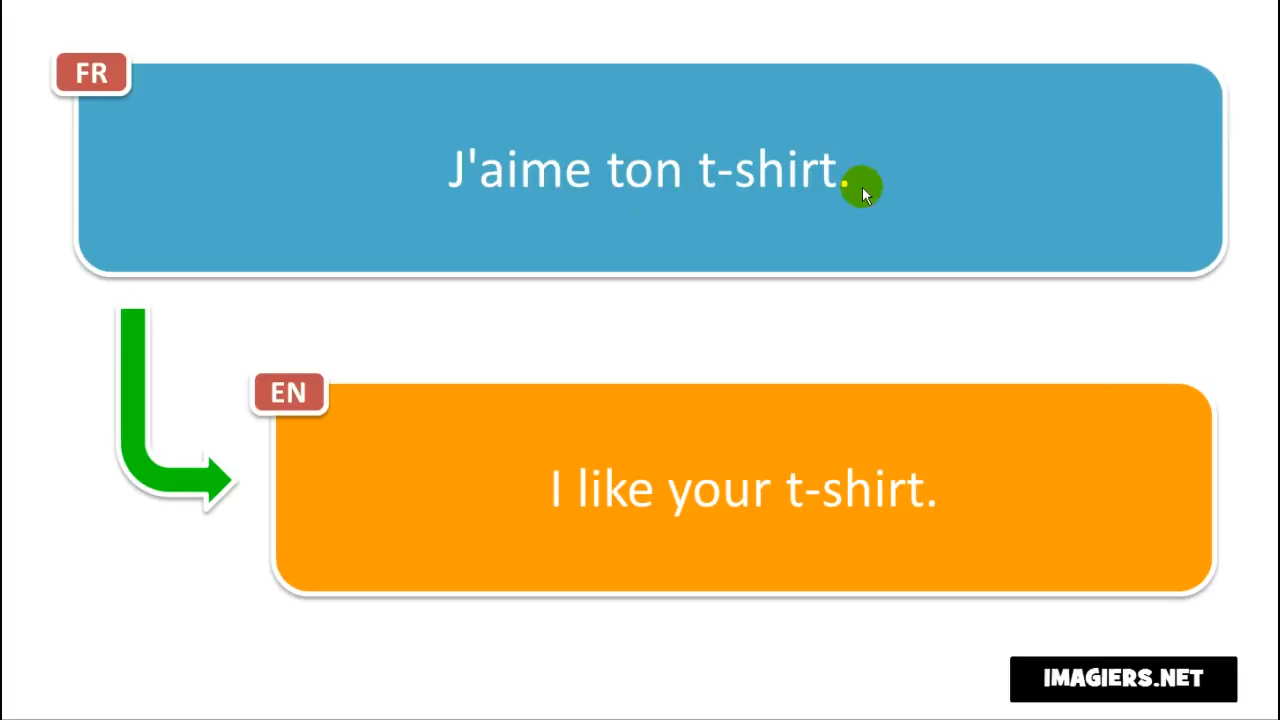 FR
J'aime ton t-shirt.
EN
I like your t-shirt.
IMAGIERS.NET